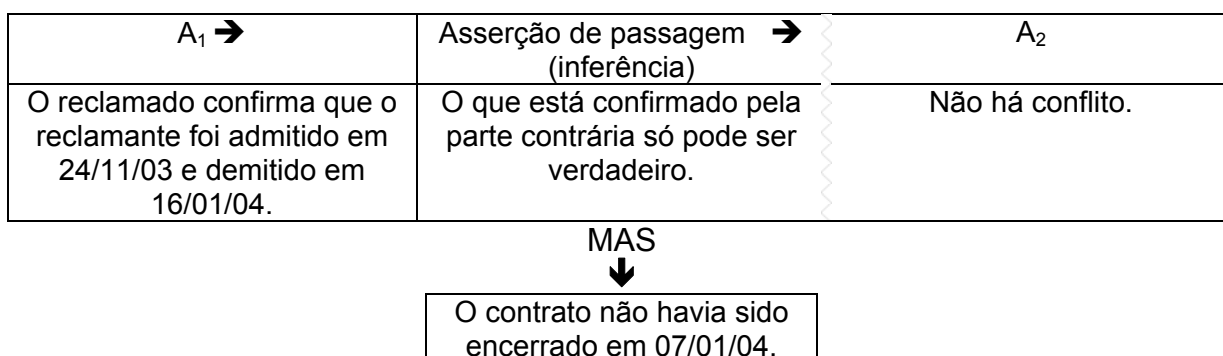 A₁ ➔
Asserção de passagem ➔
(inferência)
A₂
O reclamado confirma que o
reclamante foi admitido em
24/11/03 e demitido em
16/01/04.
O que está confirmado pela
parte contrária só pode ser
verdadeiro.
Não há conflito.
MAS
O contrato não havia sido
encerrado em 07/01/04.